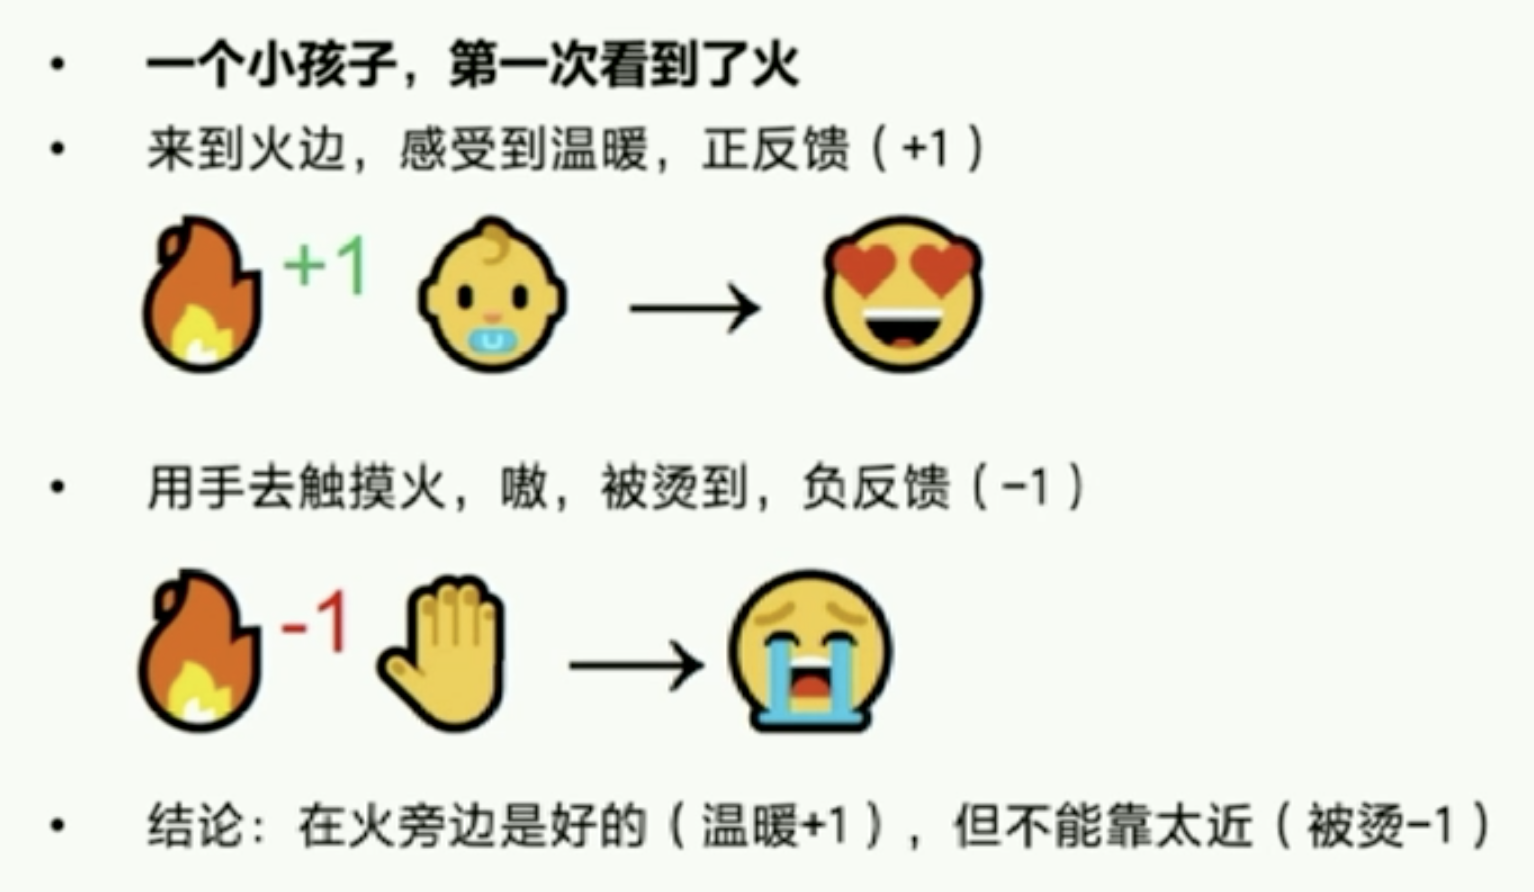 • 一个小孩子，第一次看到了火
• 来到火边，感受到温暖，正反馈（+1）
+1
• 用手去触摸火，嗷，被烫到，负反馈（-1）
-1
• 结论：在火旁边是好的（温暖+1），但不能靠太近（被烫-1）